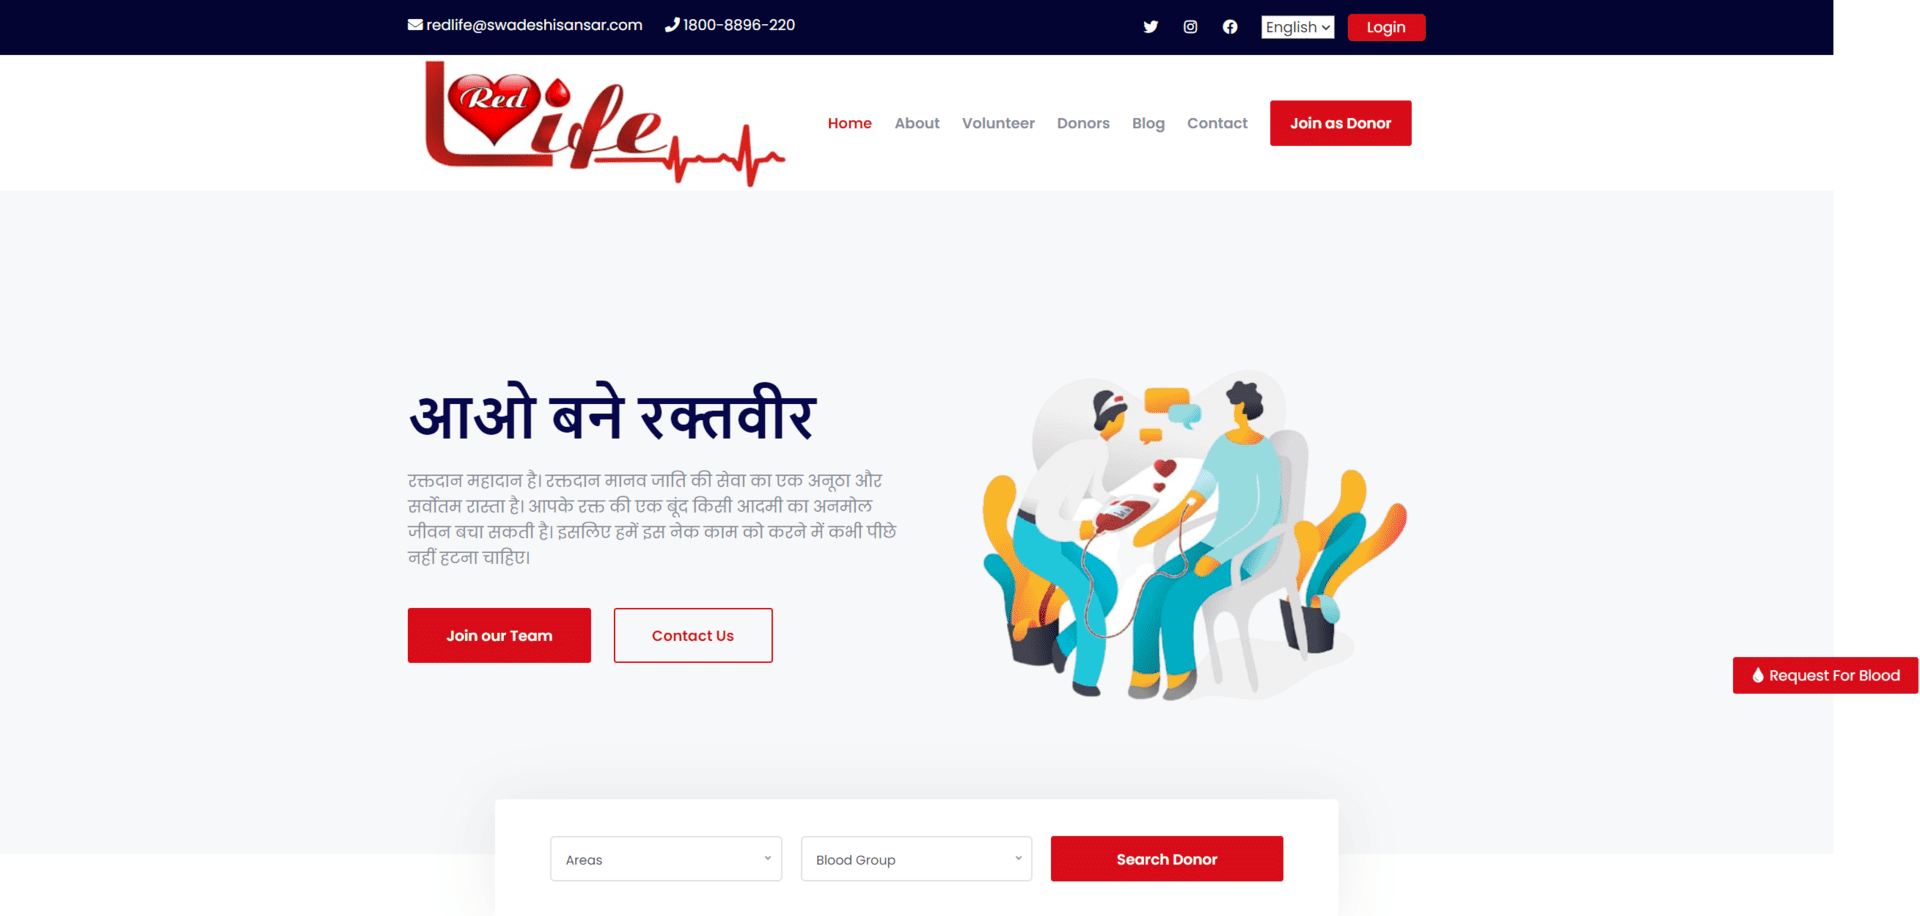 redlife@swadeshisansar.com
1800-8896-220
English
Login
Red
Life
Home
About
Volunteer
Donors
Blog
Contact
Join as Donor
आओ बने रक्तवीर
रक्तदान महादान है। रक्तदान मानव जाति की सेवा का एक अनूठा और
सर्वोतम रास्ता है। आपके रक्त की एक बूंद किसी आदमी का अनमोल
जीवन बचा सकती है। इसलिए हमें इस नेक काम को करने में कभी पीछे
नहीं हटना चाहिए।
Join our Team
Contact Us
Request For Blood
Areas
Blood Group
Search Donor